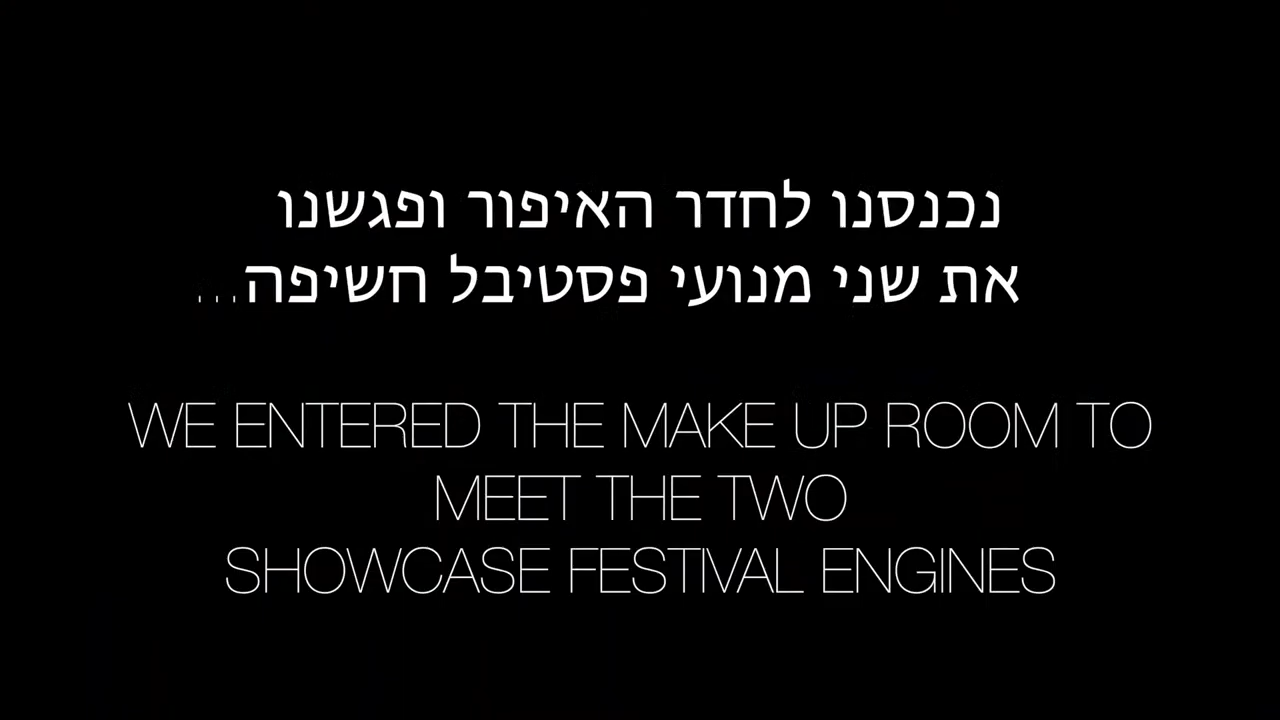 נכנסנו לחדר האיפור ופגשנו
את שני מנועי פסטיבל חשיפה...
WE ENTERED THE MAKE UP ROOM TO
MEET THE TWO
SHOWCASE FESTIVAL ENGINES